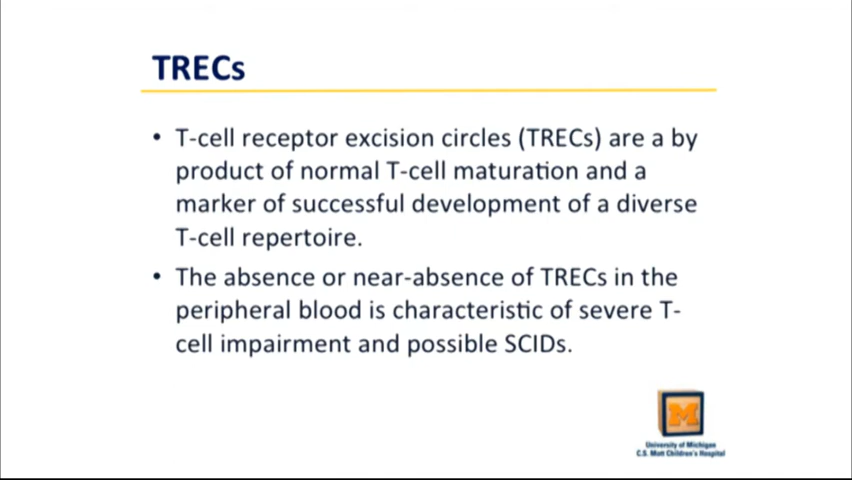 TRECs
• T-cell receptor excision circles (TRECs) are a by
product of normal T-cell maturation and a
marker of successful development of a diverse
T-cell repertoire.
• The absence or near-absence of TRECs in the
peripheral blood is characteristic of severe T-
cell impairment and possible SCIDs.
M
University of Michigan
C.S. Mott Children's Hospital